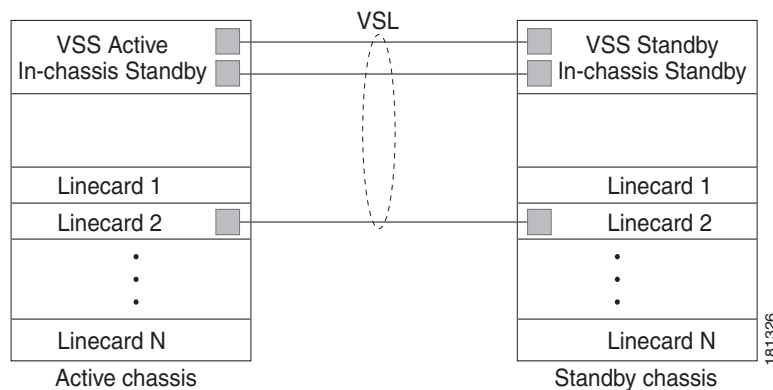 VSL
VSS Active
In-chassis Standby
Linecard 1
Linecard 2
Linecard N
Active chassis
VSS Standby
In-chassis Standby
Linecard 1
Linecard 2
Linecard N
Standby chassis
181326